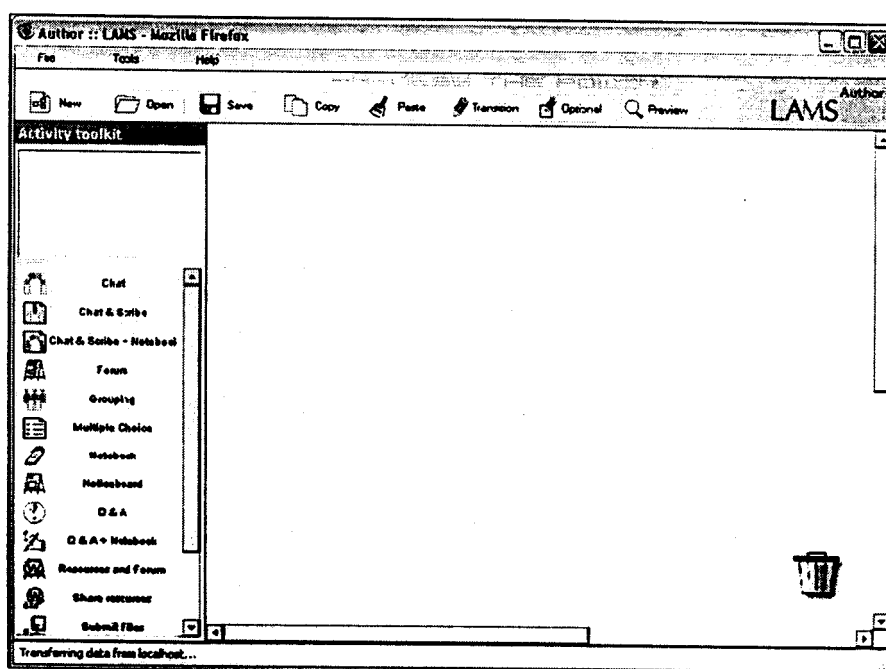 Author :: LAMS - Mozilla Firefox
Tools Help
New Open Save Copy Paste Transition Optional Preview
Author
LAMS
Activity toolkit
Chat
Chat & Scribe
Chat & Scribe + Notebook
Forum
Grouping
Multiple Choice
Notebook
Noticeboard
Q & A
Q & A + Notebook
Resources and Forum
Share resources
Submit files
Transferring data from localhost...